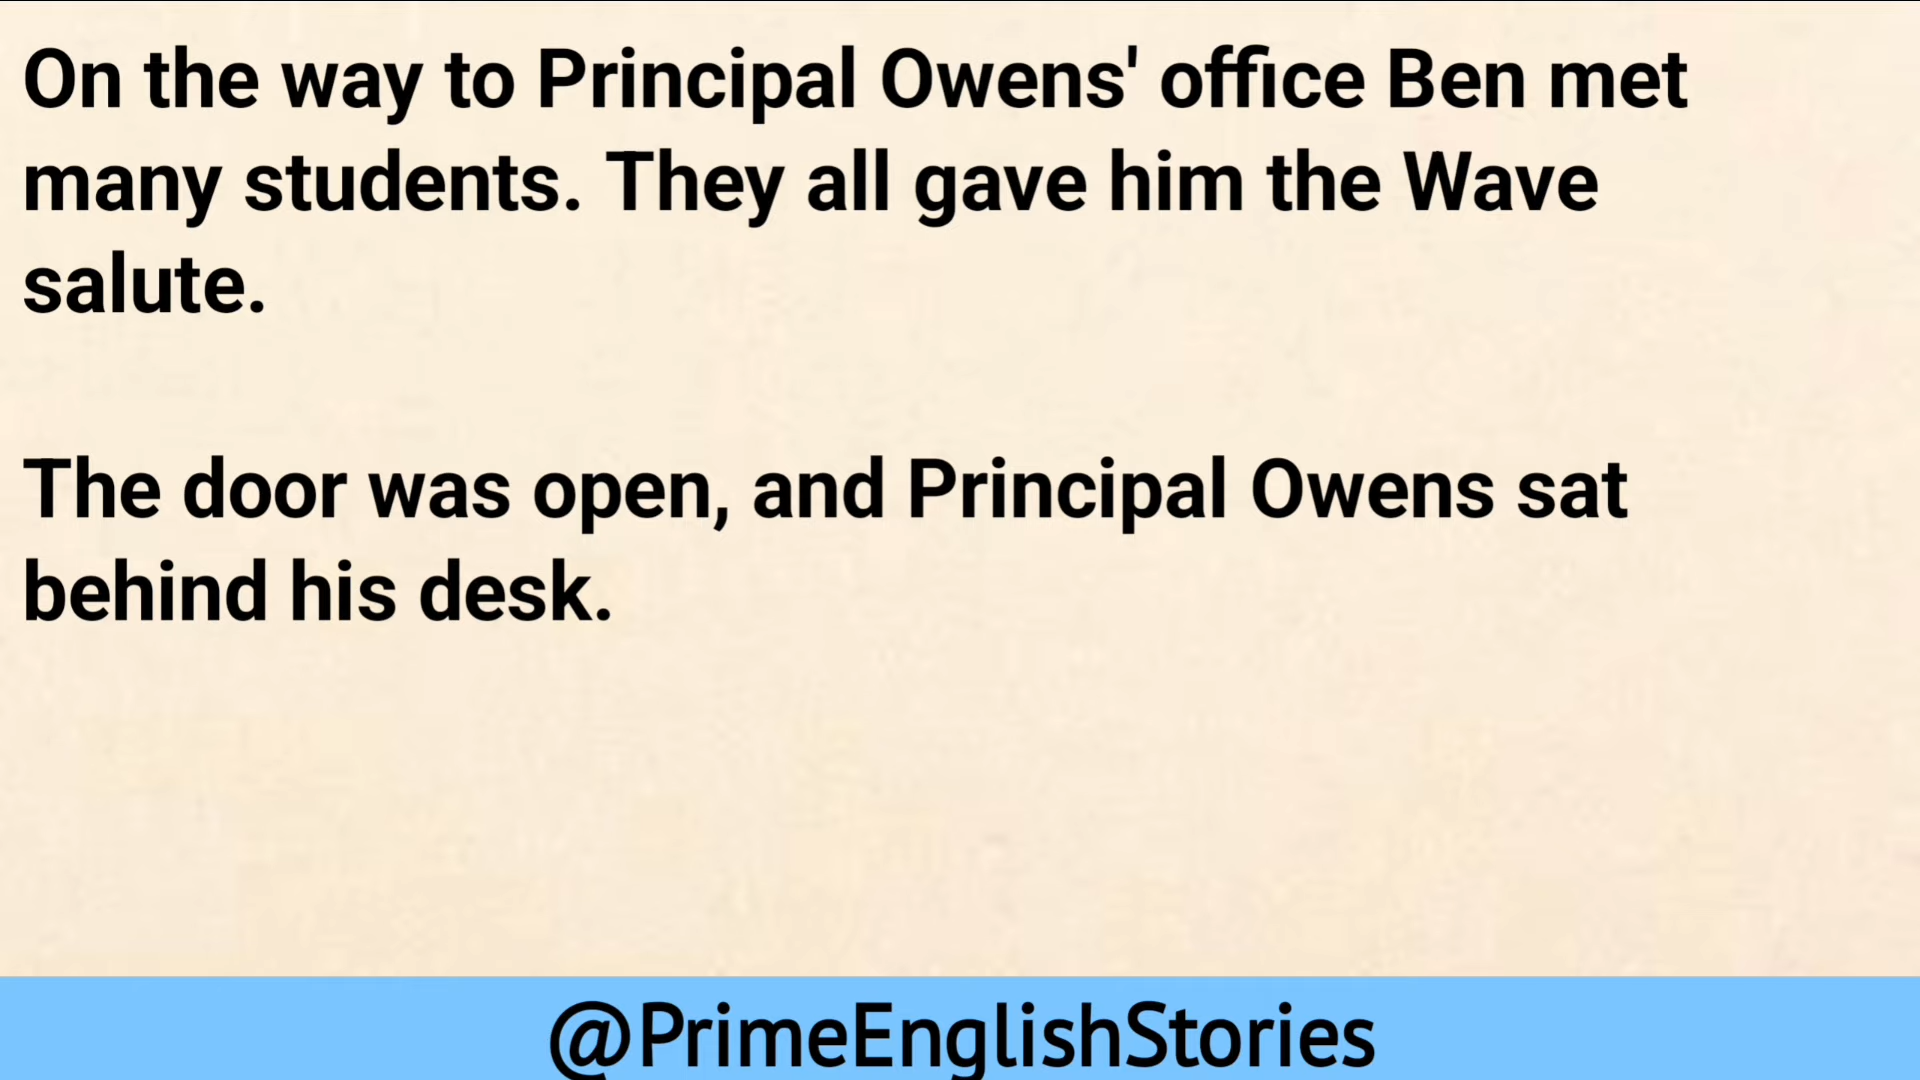 On the way to Principal Owens' office Ben met
many students. They all gave him the Wave
salute.
The door was open, and Principal Owens sat
behind his desk.
@PrimeEnglishStories